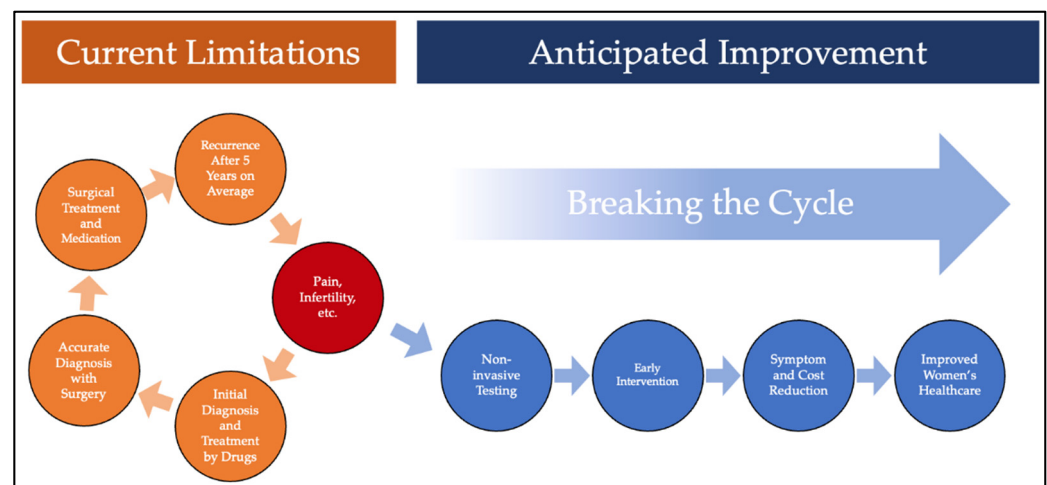 Current Limitations
Anticipated Improvement
Recurrence
After 5
Years on
Average
Surgical
Treatment
and
Medication
Breaking the Cycle
Pain,
Infertility,
etc.
Accurate
Diagnosis
with
Surgery
Initial
Diagnosis
and
Treatment
by Drugs
Non-
invasive
Testing
Early
Intervention
Symptom
and Cost
Reduction
Improved
Women’s
Healthcare